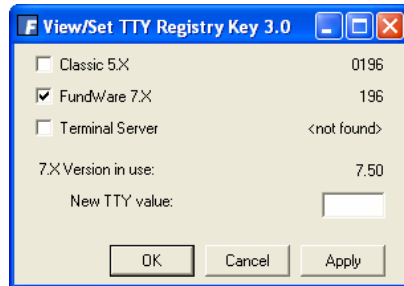 F View/Set TTY Registry Key 3.0
Classic 5.X 0196
FundWare 7.X 196
Terminal Server <not found>
7.X Version in use: 7.50
New TTY value:
OK Cancel Apply